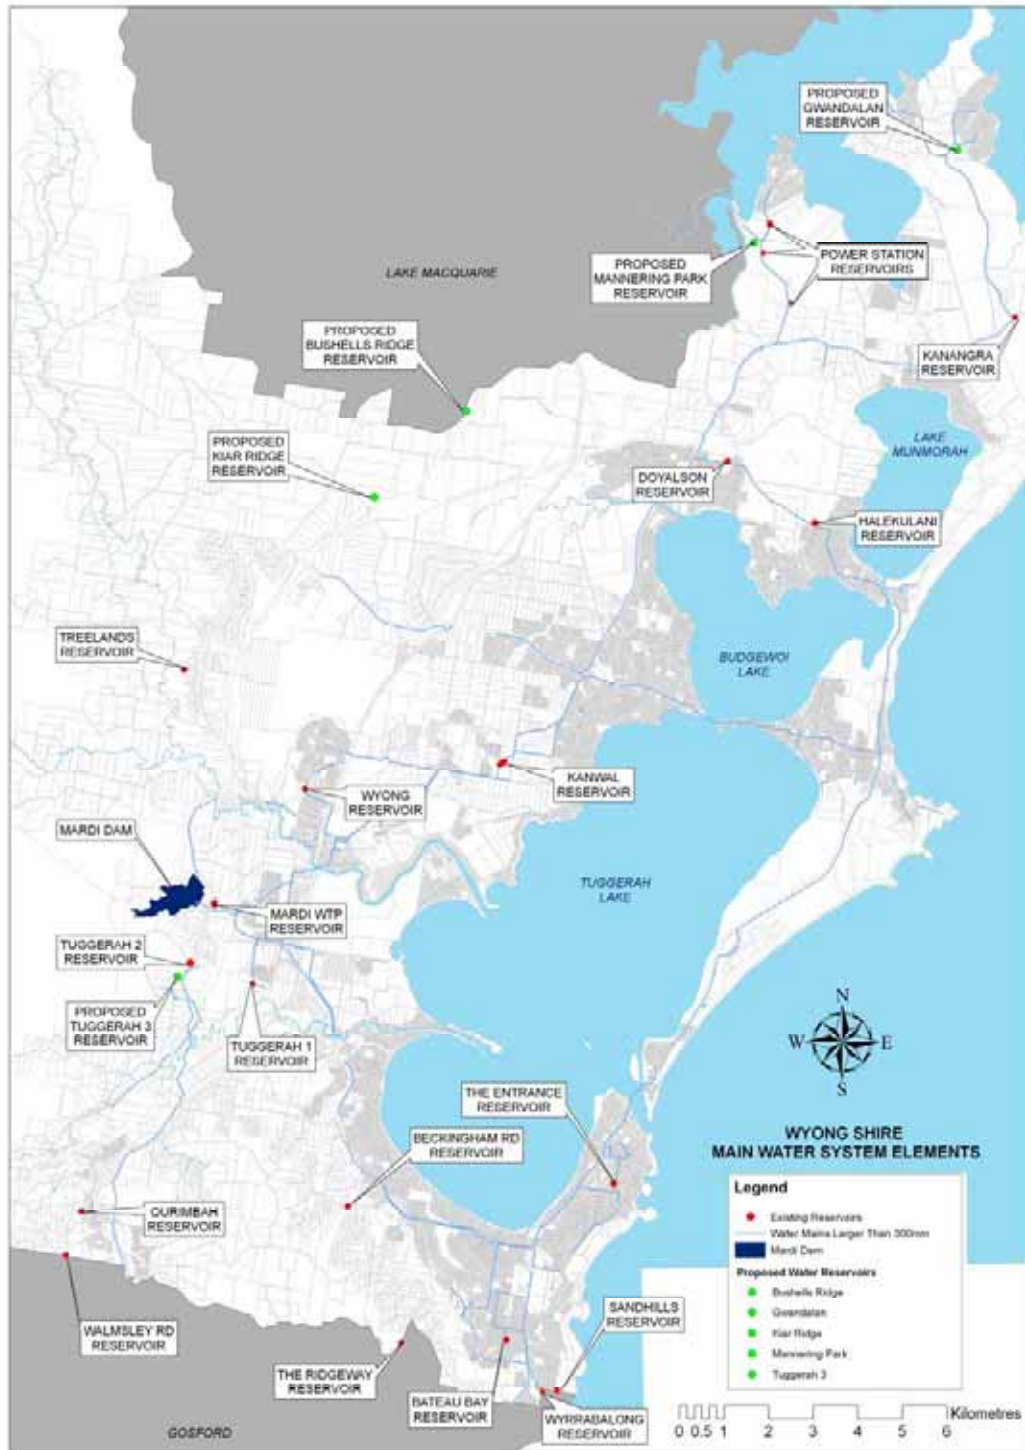 PROPOSED
GWANDALAN
RESERVOIR
LAKE MACQUARIE
PROPOSED
MANNERING PARK
RESERVOIR
POWER STATION
RESERVOIRS
PROPOSED
BUSHELLS RIDGE
RESERVOIR
KANANGRA
RESERVOIR
PROPOSED
KIAR RIDGE
RESERVOIR
LAKE
MUNMORAH
DOYALSON
RESERVOIR
HALEKULANI
RESERVOIR
TREELANDS
RESERVOIR
BUDGEWOI
LAKE
WYONG
RESERVOIR
KANWAL
RESERVOIR
MARDI DAM
TUGGERAH
LAKE
MARDI WTP
RESERVOIR
TUGGERAH 2
RESERVOIR
PROPOSED
TUGGERAH 3
RESERVOIR
TUGGERAH 1
RESERVOIR
N
W
E
S
THE ENTRANCE
RESERVOIR
BECKINGHAM RD
RESERVOIR
OURIMBAH
RESERVOIR
WALMSLEY RD
RESERVOIR
THE RIDGEWAY
RESERVOIR
BATEAU BAY
RESERVOIR
SANDHILLS
RESERVOIR
WYRRABALONG
RESERVOIR
GOSFORD
WYONG SHIRE
MAIN WATER SYSTEM ELEMENTS
Legend
Existing Reservoirs
Water Mains Larger Than 300mm
Mardi Dam
Proposed Water Reservoirs
Bushells Ridge
Gwandalan
Kiar Ridge
Mannering Park
Tuggerah 3
Kilometres
0 0.5 1 2 3 4 5 6